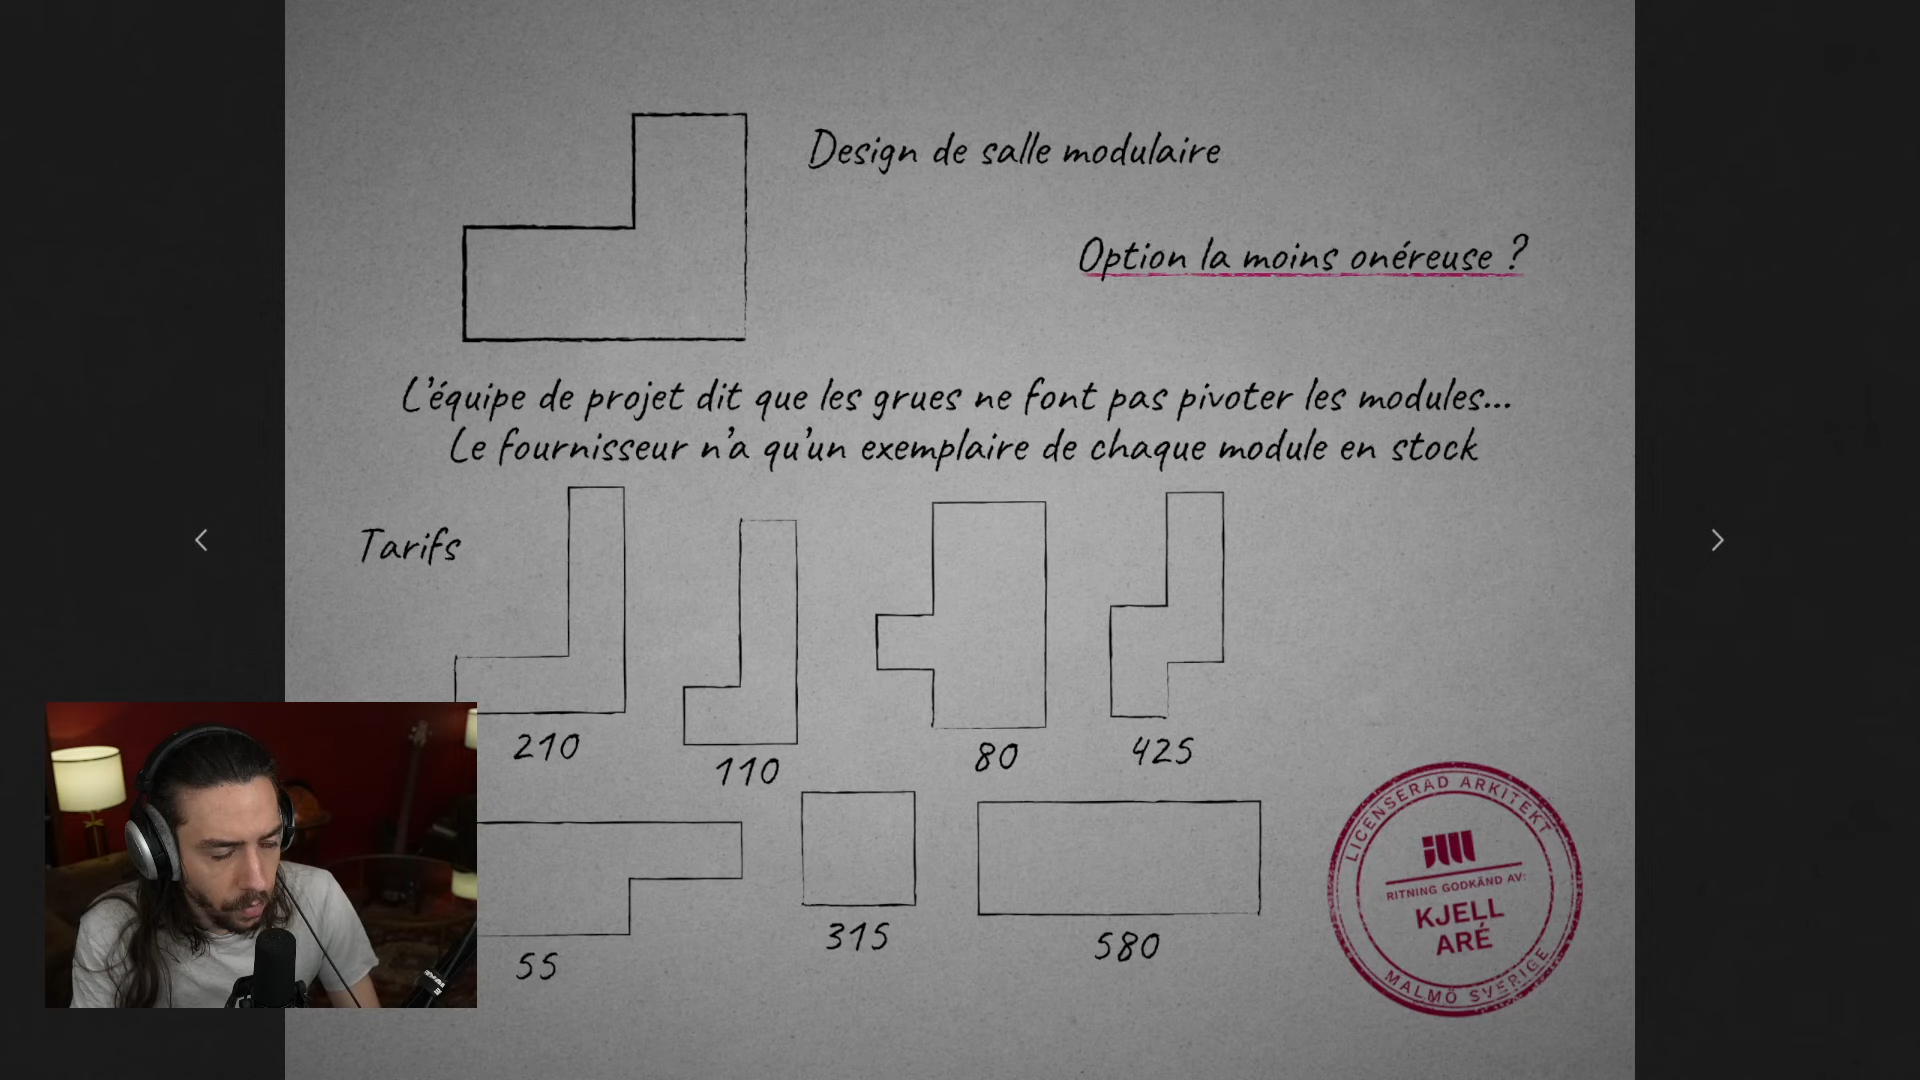 Design de salle modulaire
Option la moins onéreuse ?
L'équipe de projet dit que les grues ne font pas pivoter les modules...
Le fournisseur n'a qu'un exemplaire de chaque module en stock
Tarifs
210
110
80
425
55
315
580
LICENSERAD ARKITEKT
RITNING GODKÄND AV:
KJELL
ARÉ
MALMÖ SVERIGE